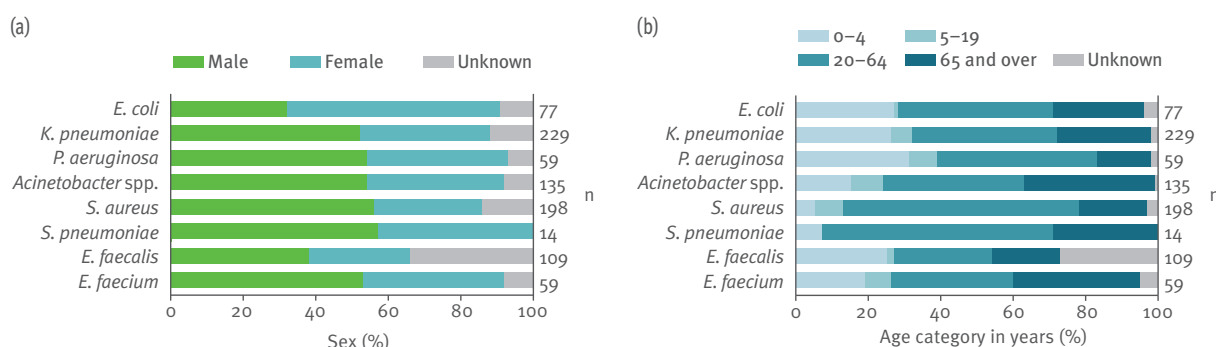 (a)
Male Female Unknown
E. coli 77
K. pneumoniae 229
P. aeruginosa 59
Acinetobacter spp. 135
S. aureus 198
S. pneumoniae 14
E. faecalis 109
E. faecium 59
n
0 20 40 60 80 100
Sex (%)
(b)
0–4 5–19
20–64 65 and over Unknown
E. coli 77
K. pneumoniae 229
P. aeruginosa 59
Acinetobacter spp. 135
S. aureus 198
S. pneumoniae 14
E. faecalis 109
E. faecium 59
n
0 20 40 60 80 100
Age category in years (%)